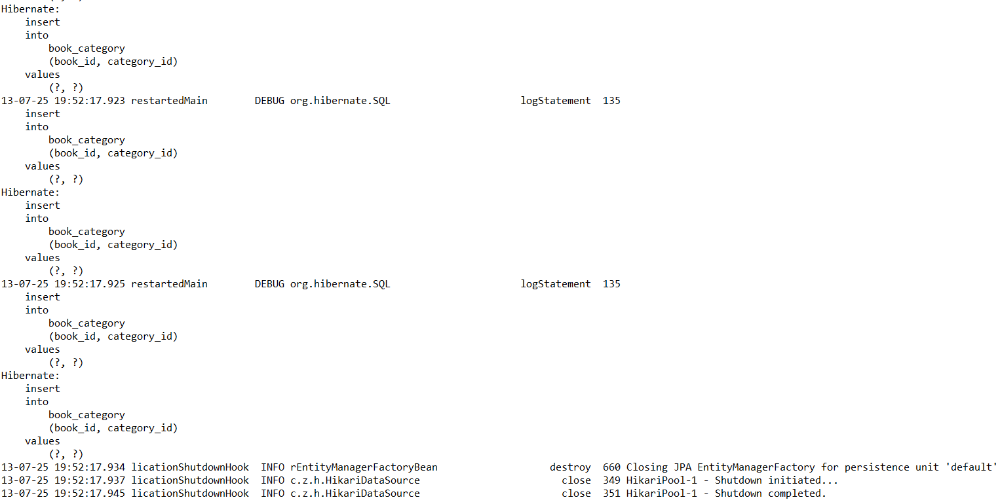 Hibernate:
    insert
    into
        book_category
        (book_id, category_id)
    values
        (?, ?)
13-07-25 19:52:17.923 restartedMain        DEBUG org.hibernate.SQL                      logStatement  135
    insert
    into
        book_category
        (book_id, category_id)
    values
        (?, ?)
Hibernate:
    insert
    into
        book_category
        (book_id, category_id)
    values
        (?, ?)
13-07-25 19:52:17.925 restartedMain        DEBUG org.hibernate.SQL                      logStatement  135
    insert
    into
        book_category
        (book_id, category_id)
    values
        (?, ?)
Hibernate:
    insert
    into
        book_category
        (book_id, category_id)
    values
        (?, ?)
13-07-25 19:52:17.934 licationShutdownHook  INFO rEntityManagerFactoryBean                   destroy  660 Closing JPA EntityManagerFactory for persistence unit 'default'
13-07-25 19:52:17.937 licationShutdownHook  INFO c.z.h.HikariDataSource                        close  349 HikariPool-1 - Shutdown initiated...
13-07-25 19:52:17.945 licationShutdownHook  INFO c.z.h.HikariDataSource                        close  351 HikariPool-1 - Shutdown completed.